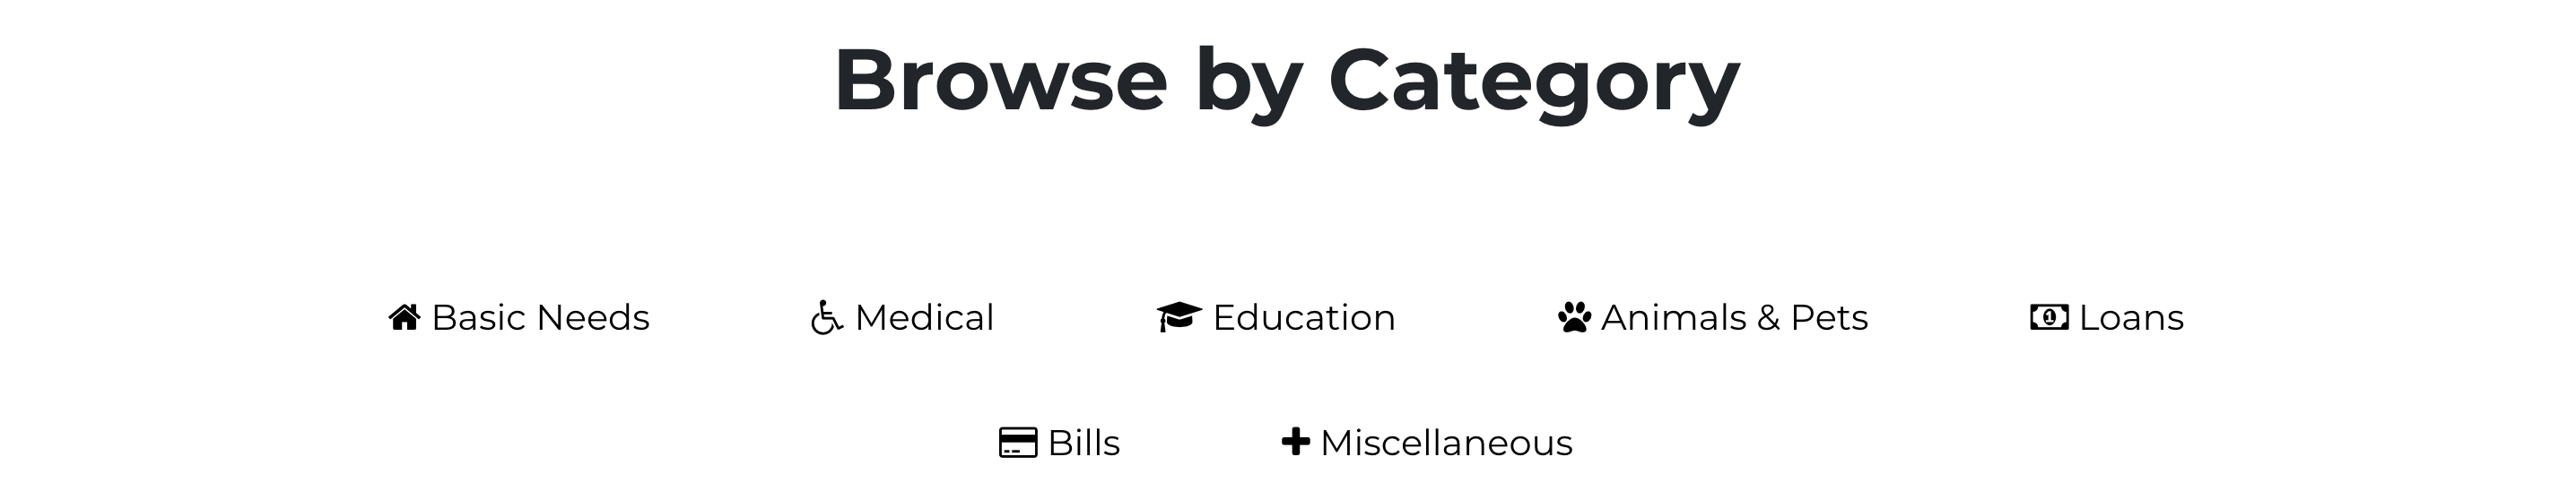 Browse by Category
Basic Needs Medical Education Animals & Pets Loans
Bills Miscellaneous